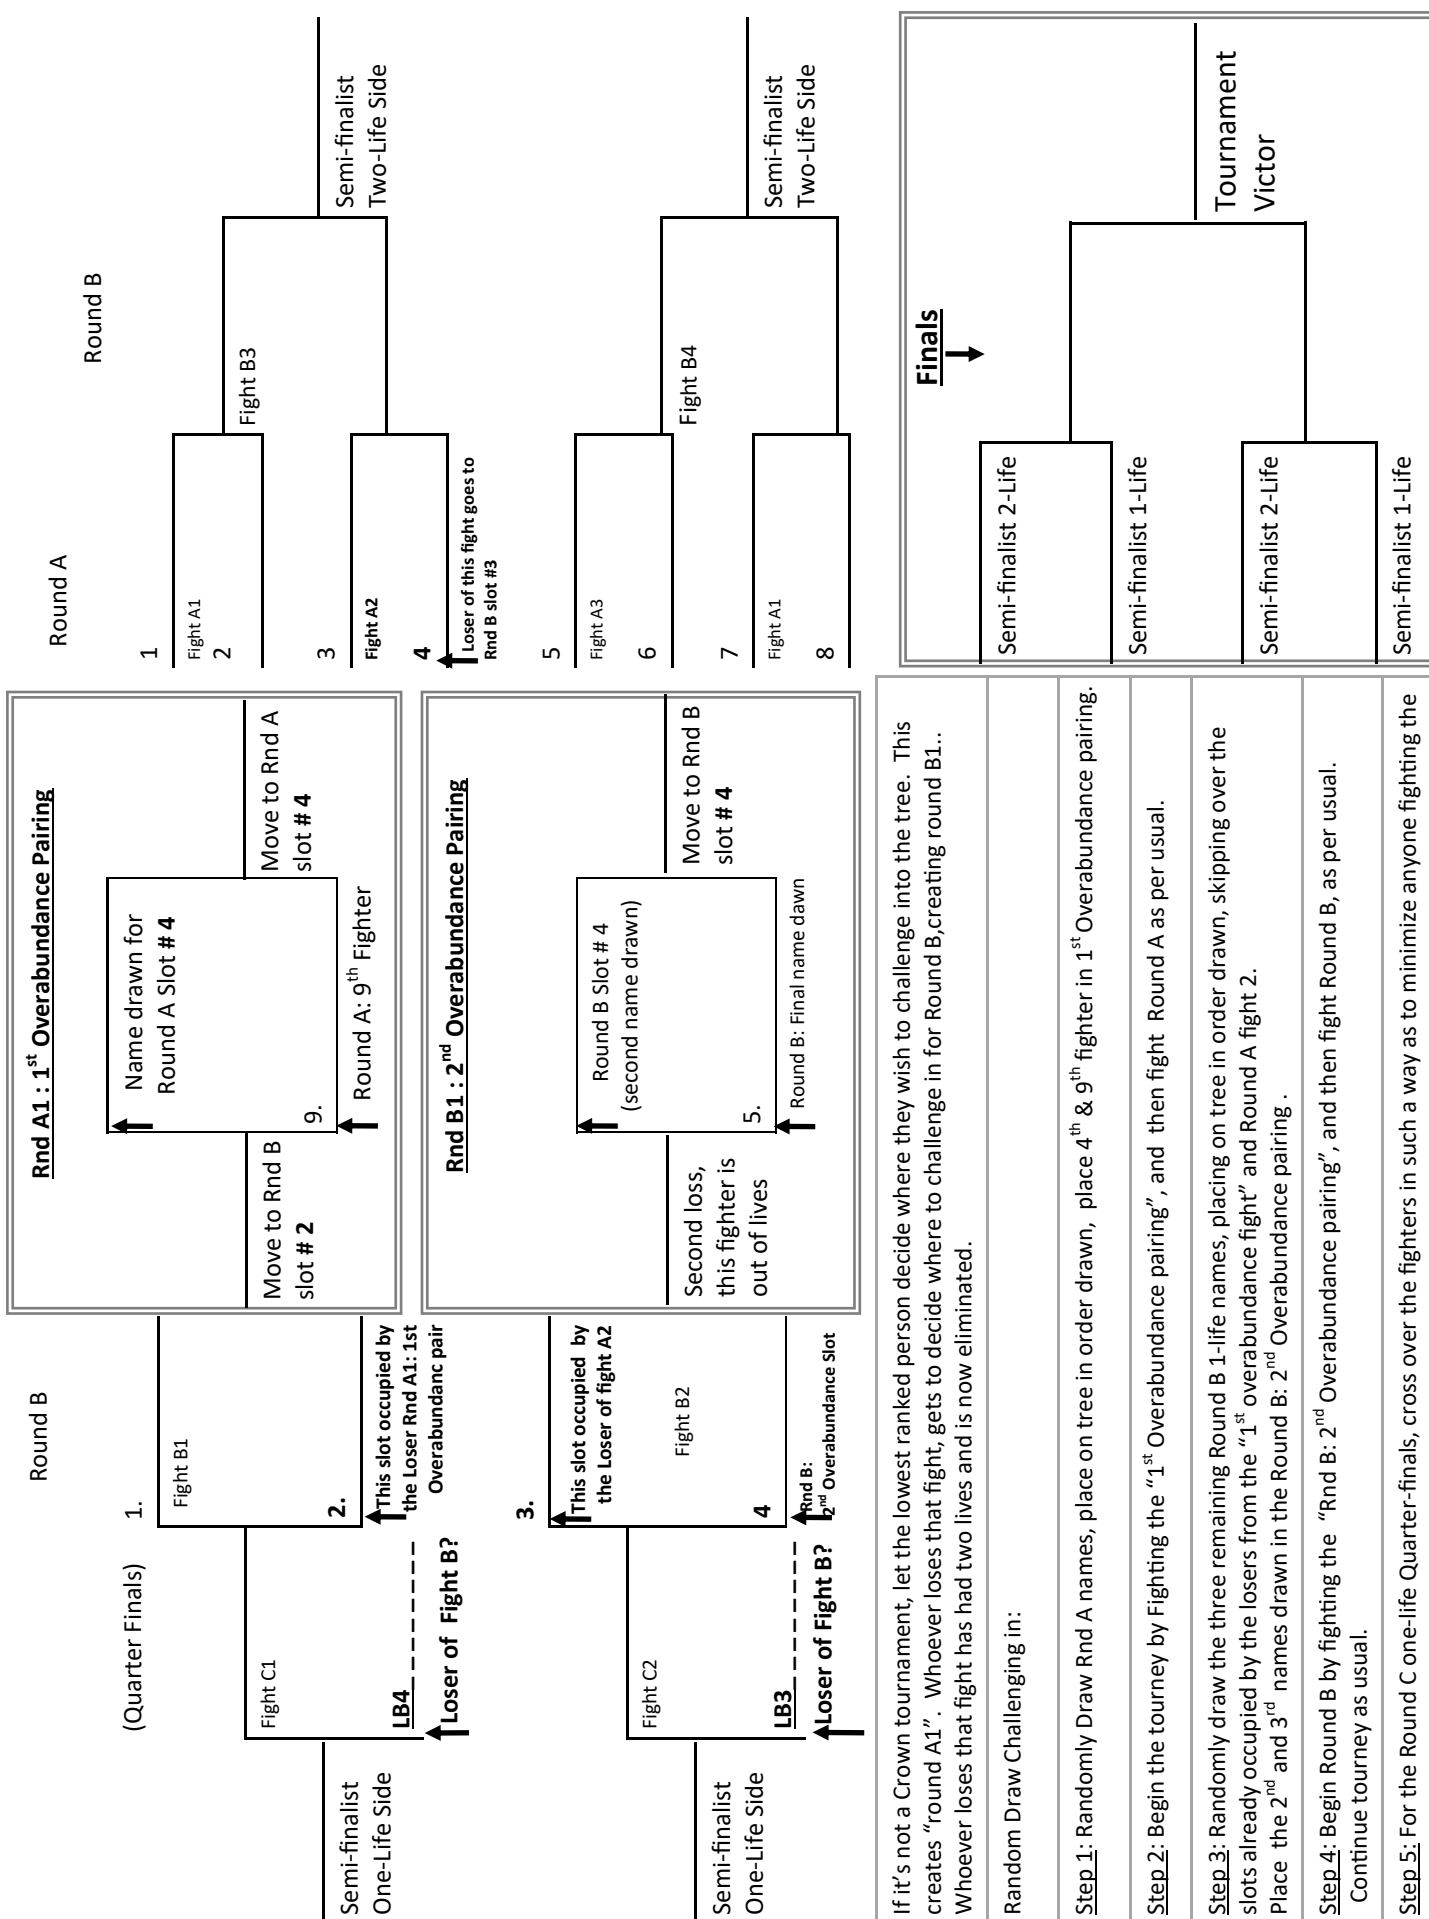 Round B
(Quarter Finals)
1.
Fight B1
2.
This slot occupied by
the Loser Rnd A1: 1st
Overabundanc pair
Fight C1
LB4
Loser of Fight B?
Semi-finalist
One-Life Side
3.
This slot occupied by
the Loser of fight A2
Fight B2
4
Rnd B:
2nd Overabundance Slot
Fight C2
LB3
Loser of Fight B?
Semi-finalist
One-Life Side
Rnd A1 : 1st Overabundance Pairing
Name drawn for
Round A Slot # 4
Move to Rnd B
slot # 2
Move to Rnd A
slot # 4
9.
Round A: 9th Fighter
Rnd B1 : 2nd Overabundance Pairing
Round B Slot # 4
(second name drawn)
Second loss,
this fighter is
out of lives
Move to Rnd B
slot # 4
5.
Round B: Final name dawn
Round A
Round B
1
Fight A1
2
Fight B3
3
Fight A2
4
Loser of this fight goes to
Rnd B slot #3
Semi-finalist
Two-Life Side
5
Fight A3
6
Fight B4
7
Fight A1
8
Semi-finalist
Two-Life Side
If it's not a Crown tournament, let the lowest ranked person decide where they wish to challenge into the tree. This
creates "round A1". Whoever loses that fight, gets to decide where to challenge in for Round B,creating round B1..
Whoever loses that fight has had two lives and is now eliminated.
Random Draw Challenging in:
Step 1: Randomly Draw Rnd A names, place on tree in order drawn, place 4th & 9th fighter in 1st Overabundance pairing.
Step 2: Begin the tourney by Fighting the "1st Overabundance pairing", and then fight Round A as per usual.
Step 3: Randomly draw the three remaining Round B 1-life names, placing on tree in order drawn, skipping over the
slots already occupied by the losers from the "1st overabundance fight" and Round A fight 2.
Place the 2nd and 3rd names drawn in the Round B: 2nd Overabundance pairing .
Step 4: Begin Round B by fighting the "Rnd B: 2nd Overabundance pairing", and then fight Round B, as per usual.
Continue tourney as usual.
Step 5: For the Round C one-life Quarter-finals, cross over the fighters in such a way as to minimize anyone fighting the
Finals
Semi-finalist 2-Life
Semi-finalist 1-Life
Semi-finalist 2-Life
Semi-finalist 1-Life
Tournament
Victor